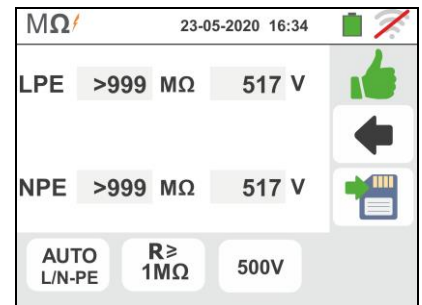 MΩ 23-05-2020 16:34
LPE >999 MΩ 517 V
NPE >999 MΩ 517 V
AUTO R≥ 500V
L/N-PE 1MΩ